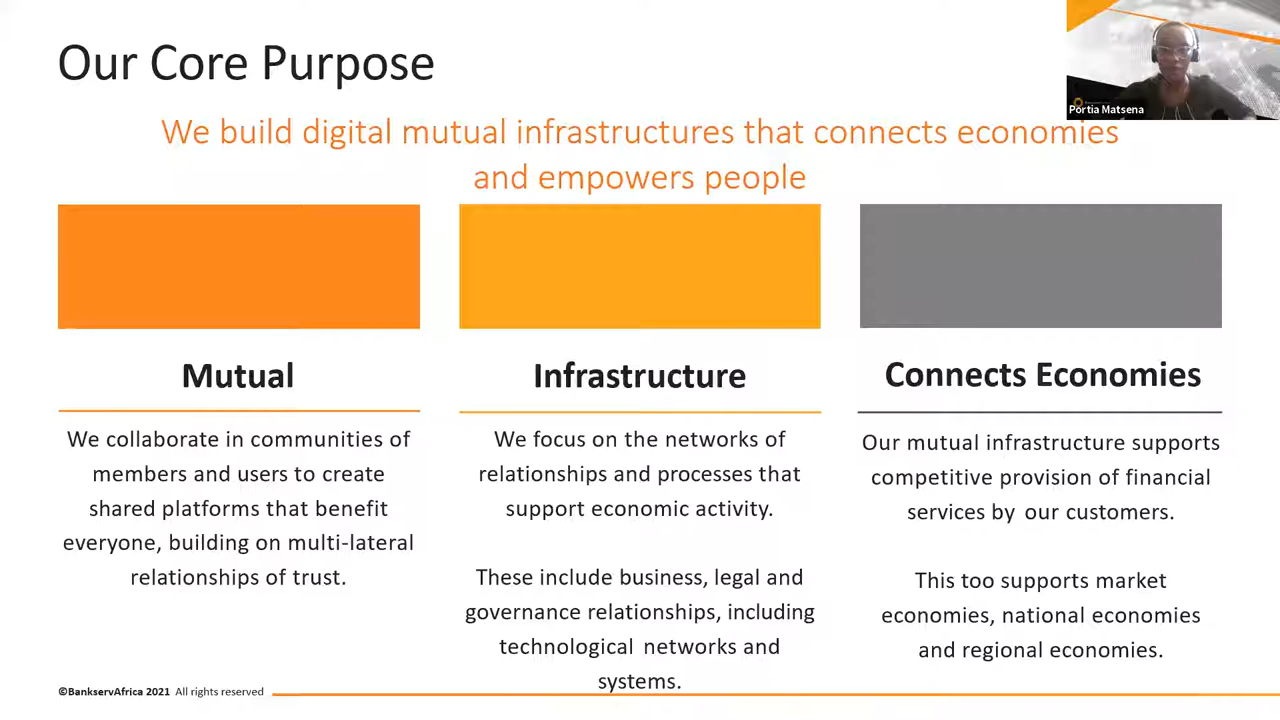 Our Core Purpose
Portia Matsena
We build digital mutual infrastructures that connects economies
and empowers people
Mutual
We collaborate in communities of
members and users to create
shared platforms that benefit
everyone, building on multi-lateral
relationships of trust.
Infrastructure
We focus on the networks of
relationships and processes that
support economic activity.
These include business, legal and
governance relationships, including
technological networks and
systems.
Connects Economies
Our mutual infrastructure supports
competitive provision of financial
services by our customers.
This too supports market
economies, national economies
and regional economies.
©BankservAfrica 2021 All rights reserved